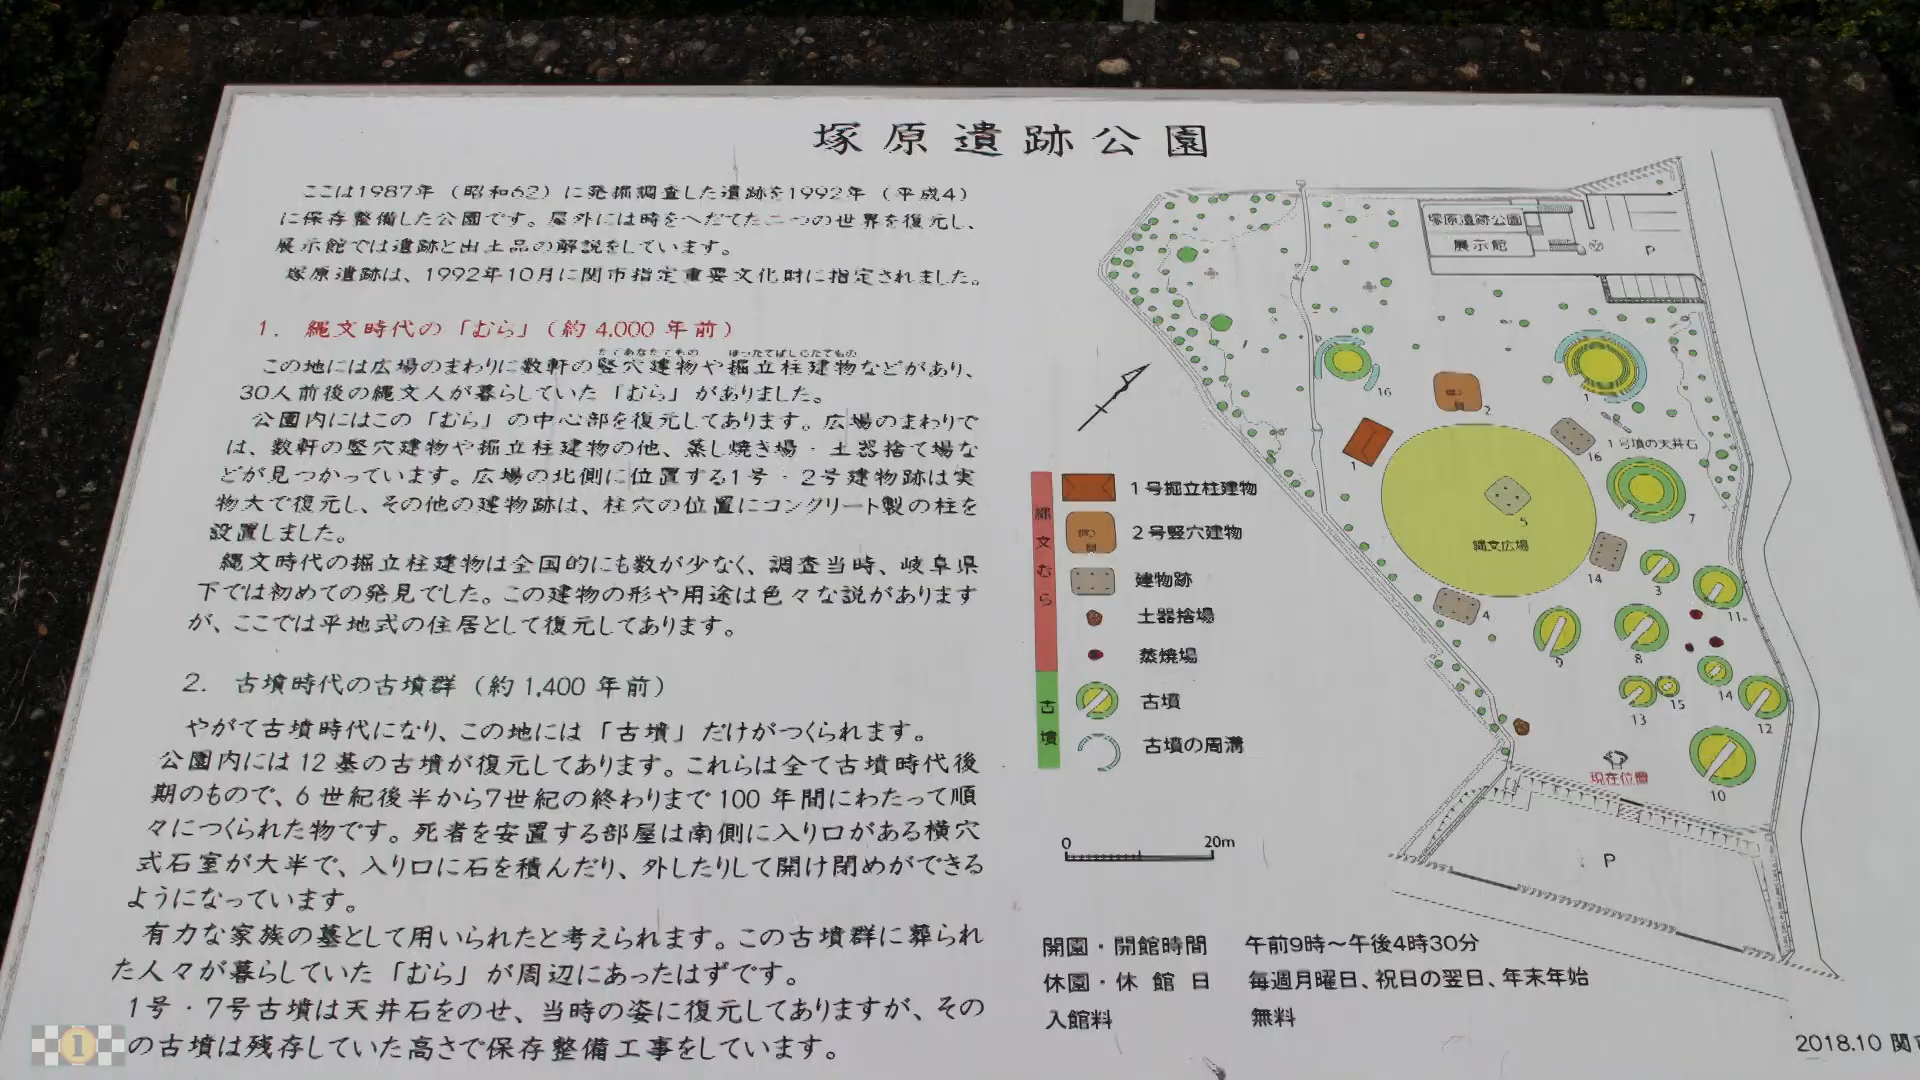 塚原遺跡公園
ここは1987年（昭和62）に発掘調査した遺跡を1992年（平成4）
に保存整備した公園です。屋外には時をへだてた二つの世界を復元し、
展示館では遺跡と出土品の解説をしています。
塚原遺跡は、1992年10月に関市指定重要文化財に指定されました。
1. 縄文時代の「むら」（約 4,000 年前）
たてあなたてもの ほったてばしらたてもの
この地には広場のまわりに数軒の竪穴建物や掘立柱建物などがあり、
30人前後の縄文人が暮らしていた「むら」がありました。
公園内にはこの「むら」の中心部を復元してあります。広場のまわりで
は、数軒の竪穴建物や掘立柱建物の他、蒸し焼き場・土器捨て場な
どが見つかっています。広場の北側に位置する1号・2号建物跡は実
物大で復元し、その他の建物跡は、柱穴の位置にコンクリート製の柱を
設置しました。
縄文時代の掘立柱建物は全国的にも数が少なく、調査当時、岐阜県
下では初めての発見でした。この建物の形や用途は色々な説があります
が、ここでは平地式の住居として復元してあります。
2. 古墳時代の古墳群（約 1,400 年前）
やがて古墳時代になり、この地には「古墳」だけがつくられます。
公園内には 12 基の古墳が復元してあります。これらは全て古墳時代後
期のもので、6 世紀後半から7世紀の終わりまで 100 年間にわたって順
々につくられた物です。死者を安置する部屋は南側に入り口がある横穴
式石室が大半で、入り口に石を積んだり、外したりして開け閉めができる
ようになっています。
有力な家族の墓として用いられたと考えられます。この古墳群に葬られ
た人々が暮らしていた「むら」が周辺にあったはずです。
1号・7号古墳は天井石をのせ、当時の姿に復元してありますが、その
の古墳は残存していた高さで保存整備工事をしています。
塚原遺跡公園
展示館
P
16
2
1
1
16
1号墳の天井石
7
5
縄文広場
14
3
11
4
9
8
14
13
15
12
10
現在位置
P
縄文むら
1号掘立柱建物
2号竪穴建物
建物跡
土器捨場
蒸焼場
古墳
古墳
古墳の周溝
0 20m
開園・開館時間 午前9時～午後4時30分
休園・休館日 毎週月曜日、祝日の翌日、年末年始
入館料 無料
2018.10 関
1